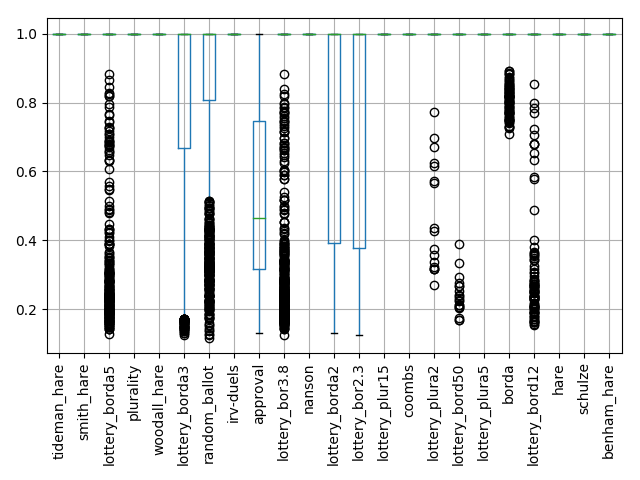 1.0
0.8
0.6
0.4
0.2
tideman_hare
smith_hare
lottery_borda5
plurality
woodall_hare
lottery_borda3
random_ballot
irv-duels
approval
lottery_bor3.8
nanson
lottery_borda2
lottery_bor2.3
lottery_plur15
coombs
lottery_plura2
lottery_bord50
lottery_plura5
borda
lottery_bord12
hare
schulze
benham_hare